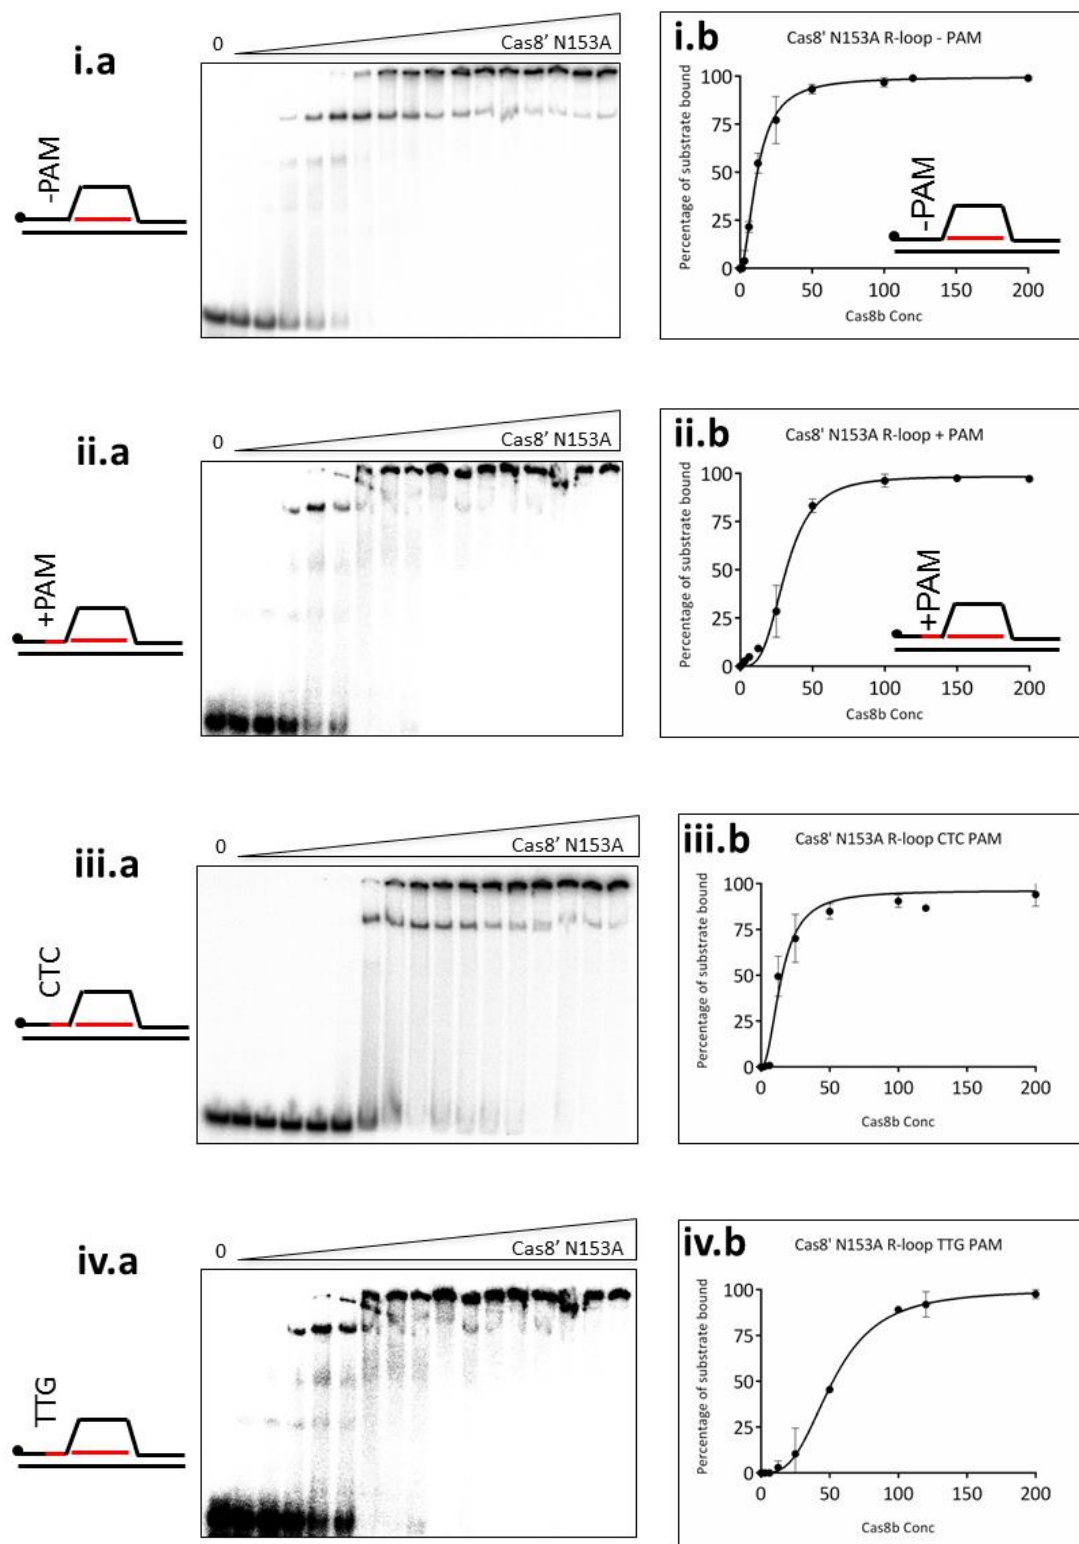 i.a
-PAM
0
Cas8' N153A
i.b
Cas8' N153A R-loop - PAM
Percentage of substrate bound
100
75
50
25
0
-PAM
0 50 100 150 200
Cas8b Conc
ii.a
+PAM
0
Cas8' N153A
ii.b
Cas8' N153A R-loop + PAM
Percentage of substrate bound
100
75
50
25
0
+PAM
0 50 100 150 200
Cas8b Conc
iii.a
CTC
0
Cas8' N153A
iii.b
Cas8' N153A R-loop CTC PAM
Percentage of substrate bound
100
75
50
25
0
0 50 100 150 200
Cas8b Conc
iv.a
TTG
0
Cas8' N153A
iv.b
Cas8' N153A R-loop TTG PAM
Percentage of substrate bound
100
75
50
25
0
0 50 100 150 200
Cas8b Conc